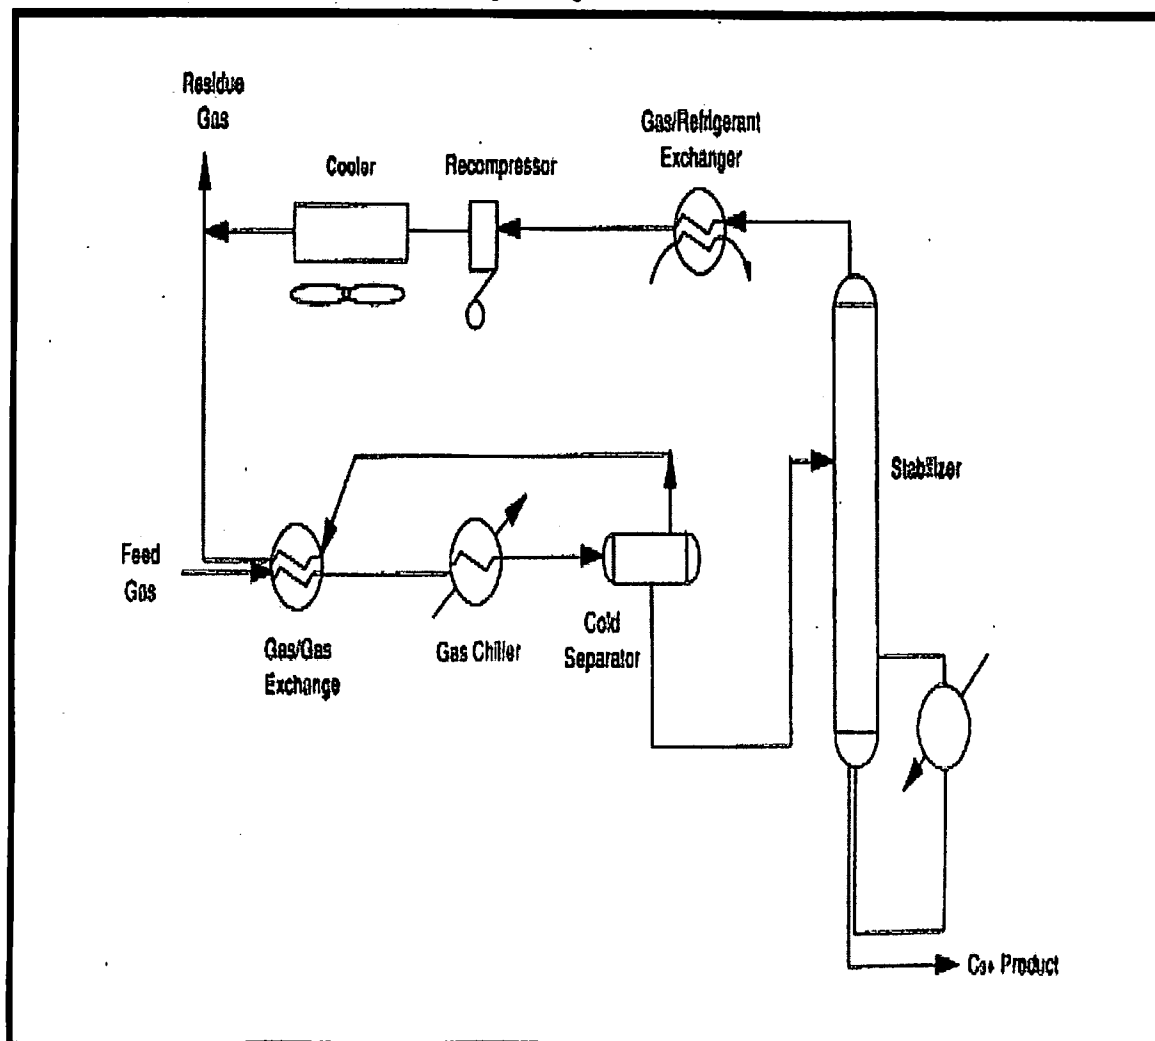 Residue
Gas
Cooler
Recompressor
Gas/Refrigerant
Exchanger
Stabilizer
Feed
Gas
Gas/Gas
Exchange
Gas Chiller
Cold
Separator
C3+ Product